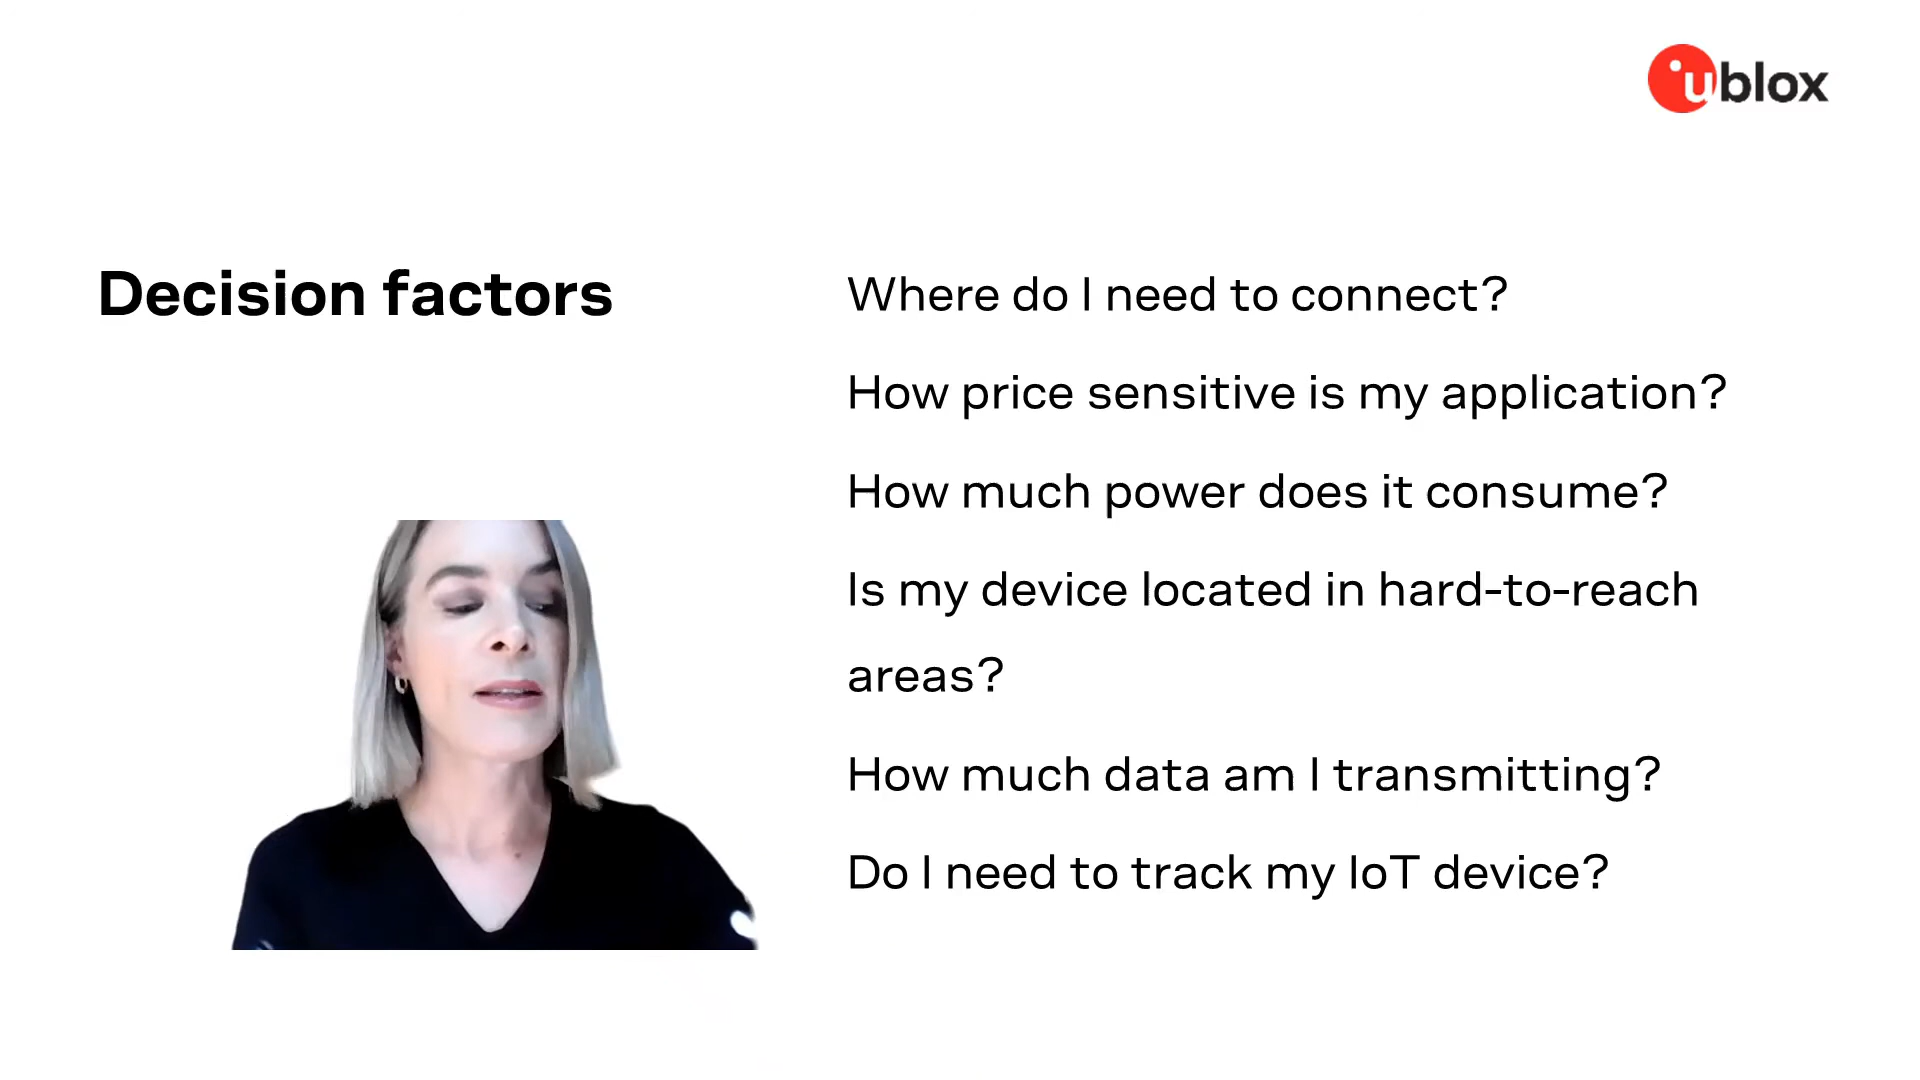 ublox
Decision factors
Where do I need to connect?
How price sensitive is my application?
How much power does it consume?
Is my device located in hard-to-reach
areas?
How much data am I transmitting?
Do I need to track my IoT device?